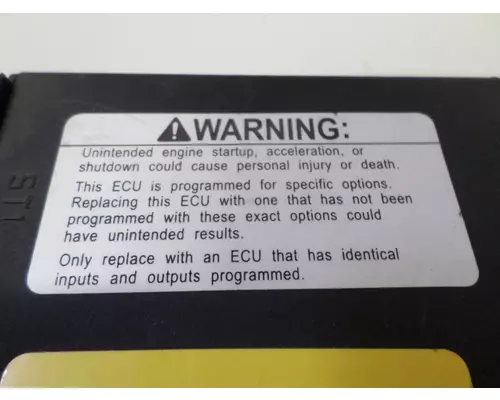 WARNING:
Unintended engine startup, acceleration, or
shutdown could cause personal injury or death.
This ECU is programmed for specific options.
Replacing this ECU with one that has not been
programmed with these exact options could
have unintended results.
Only replace with an ECU that has identical
inputs and outputs programmed.
ST1